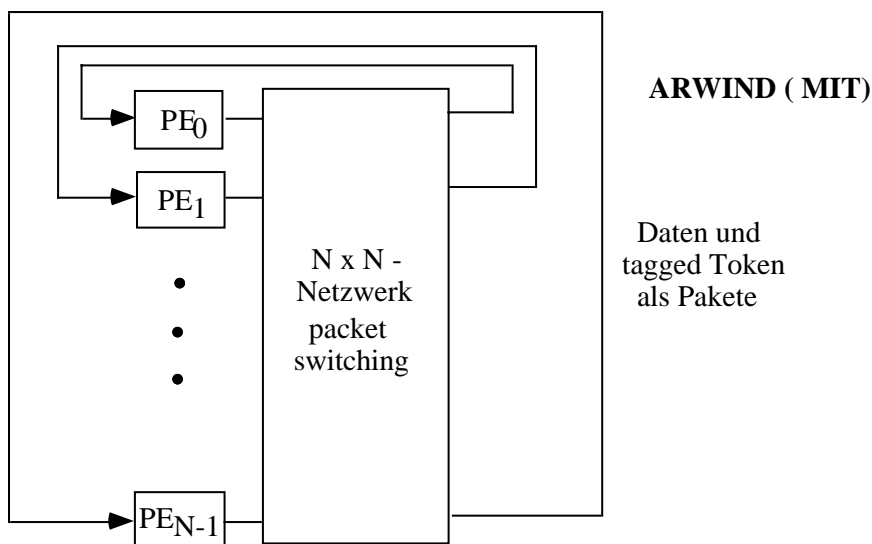 ARWIND ( MIT)
PE0
PE1
N x N -
Netzwerk
packet
switching
Daten und
tagged Token
als Pakete
PEN-1